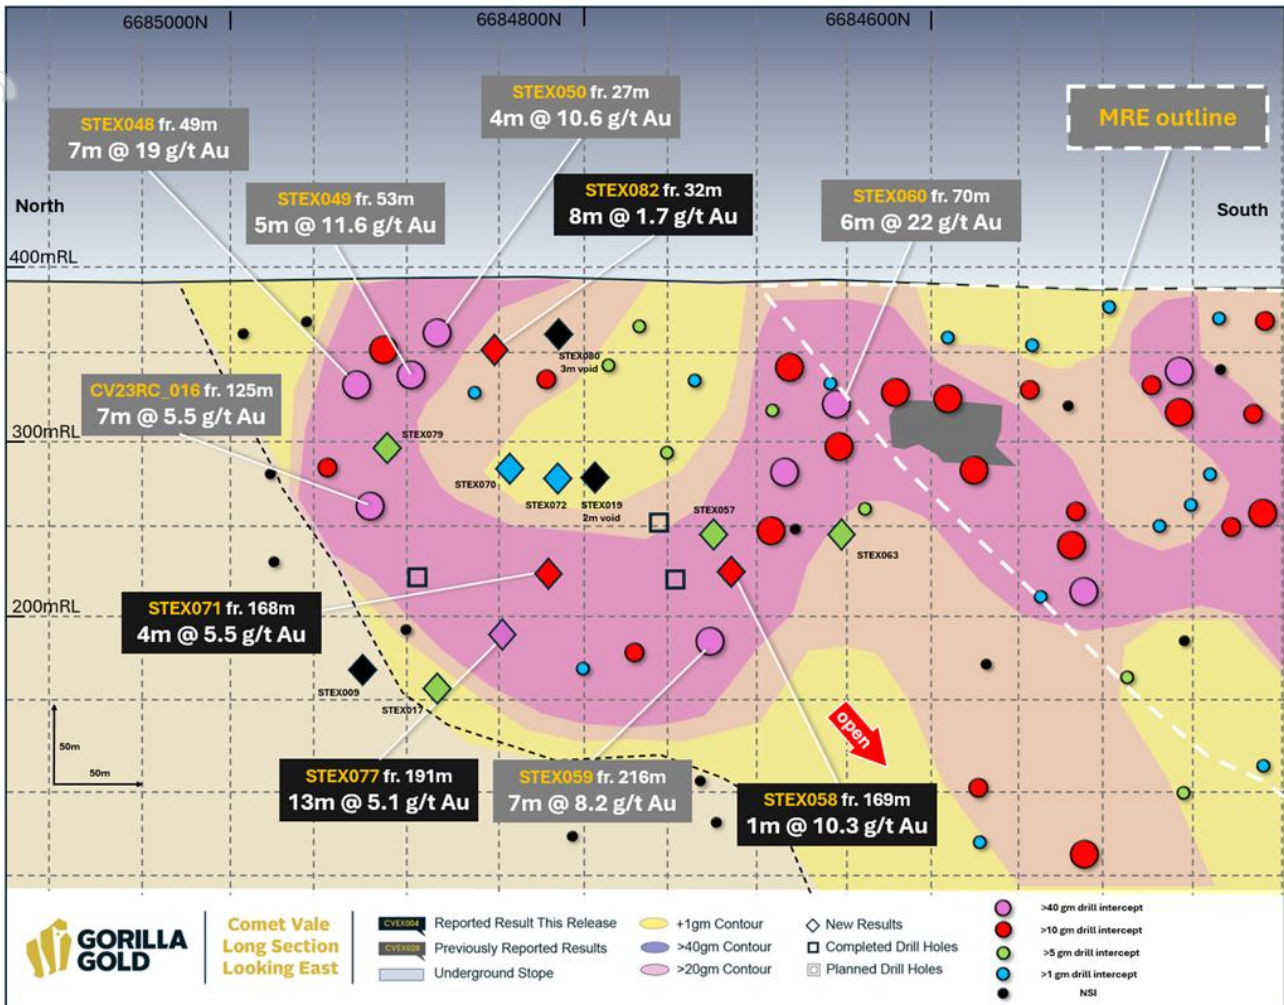 6685000N
6684800N
6684600N
STEX050 fr. 27m
4m @ 10.6 g/t Au
STEX048 fr. 49m
7m @ 19 g/t Au
MRE outline
STEX049 fr. 53m
5m @ 11.6 g/t Au
STEX082 fr. 32m
8m @ 1.7 g/t Au
STEX060 fr. 70m
6m @ 22 g/t Au
North
South
400mRL
STEX080
3m void
CV23RC_016 fr. 125m
7m @ 5.5 g/t Au
STEX079
300mRL
STEX070
STEX072
STEX019
2m void
STEX057
STEX063
200mRL
STEX071 fr. 168m
4m @ 5.5 g/t Au
STEX009
STEX017
open
50m
50m
STEX077 fr. 191m
13m @ 5.1 g/t Au
STEX059 fr. 216m
7m @ 8.2 g/t Au
STEX058 fr. 169m
1m @ 10.3 g/t Au
GORILLA
GOLD
Comet Vale
Long Section
Looking East
CVEX004 Reported Result This Release
CVEX028 Previously Reported Results
Underground Stope
+1gm Contour
>40gm Contour
>20gm Contour
New Results
Completed Drill Holes
Planned Drill Holes
>40 gm drill intercept
>10 gm drill intercept
>5 gm drill intercept
>1 gm drill intercept
NSI